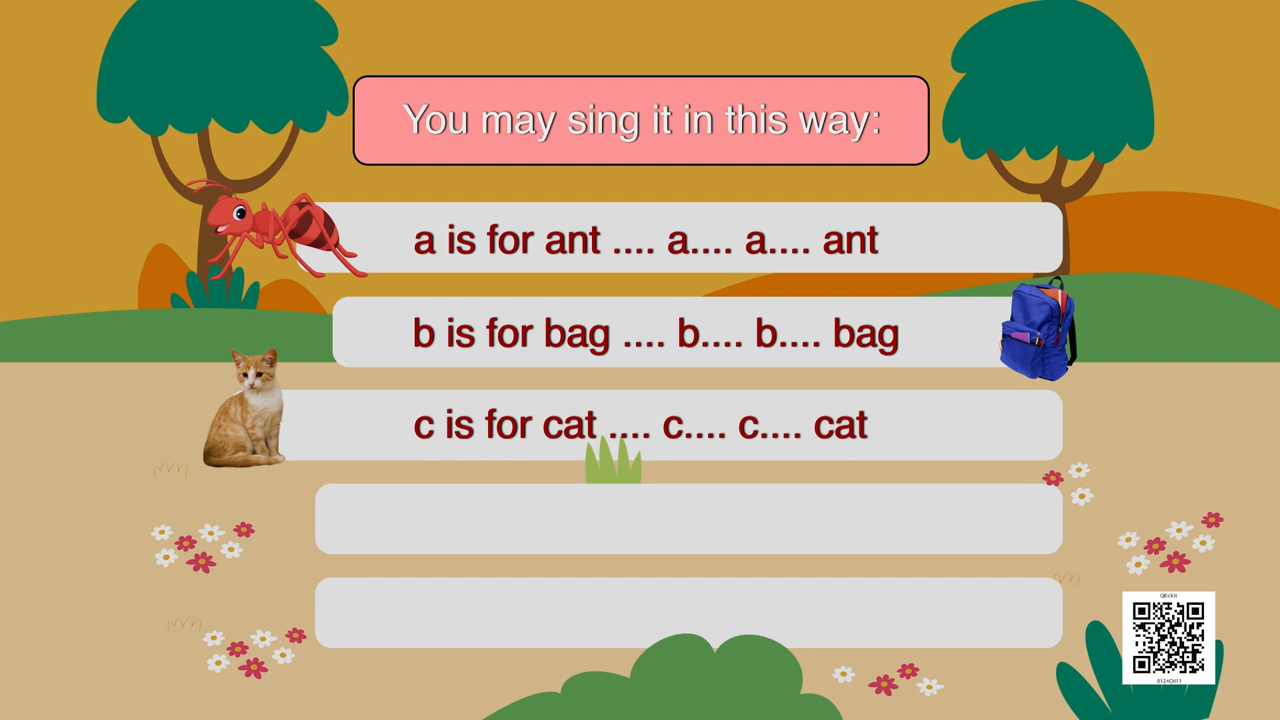 You may sing it in this way:
a is for ant .... a.... a.... ant
b is for bag .... b.... b.... bag
c is for cat .... c.... c.... cat
0124CH11